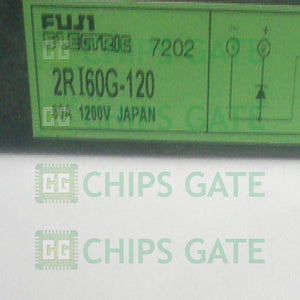 FUJI
ELECTRIC 7202
2RI60G-120
1200V JAPAN
CHIPS GATE
CHIPS GATE